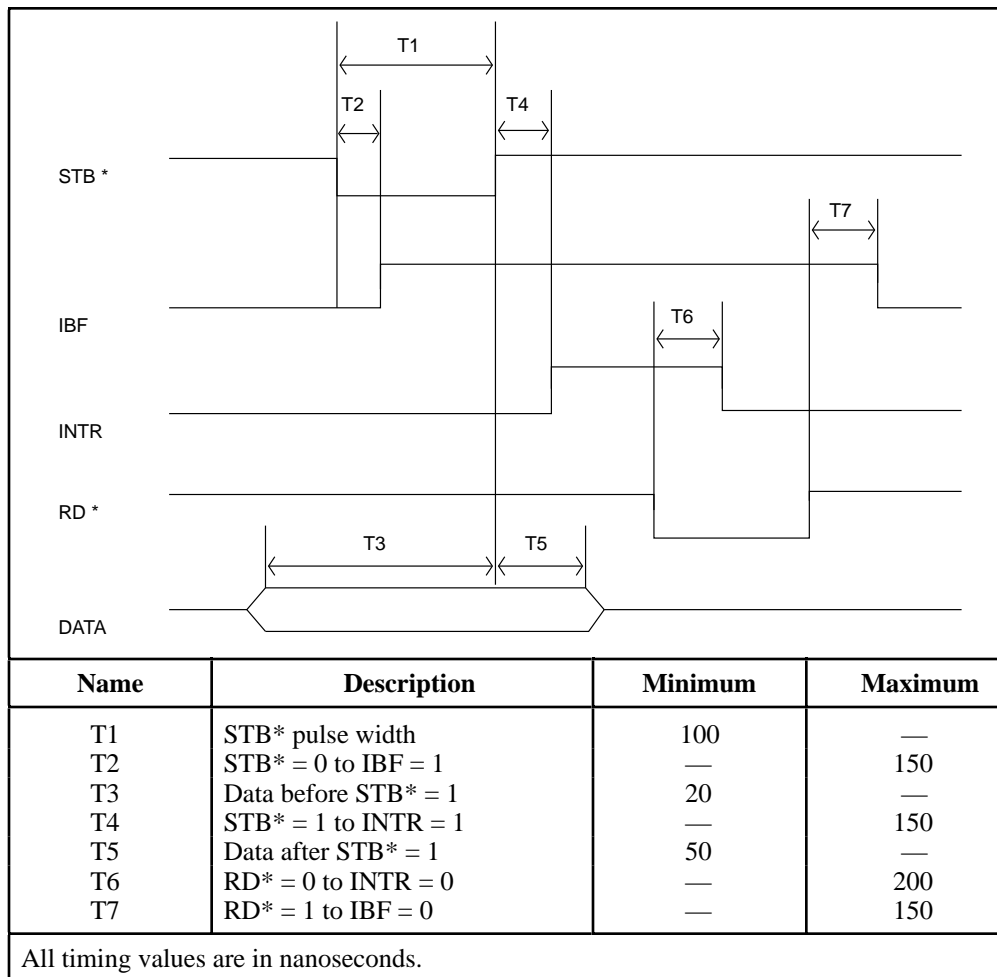 T1
T2 T4
STB *
T7
IBF
T6
INTR
RD *
T3 T5
DATA
Name Description Minimum Maximum
T1 STB* pulse width 100 —
T2 STB* = 0 to IBF = 1 — 150
T3 Data before STB* = 1 20 —
T4 STB* = 1 to INTR = 1 — 150
T5 Data after STB* = 1 50 —
T6 RD* = 0 to INTR = 0 — 200
T7 RD* = 1 to IBF = 0 — 150
All timing values are in nanoseconds.